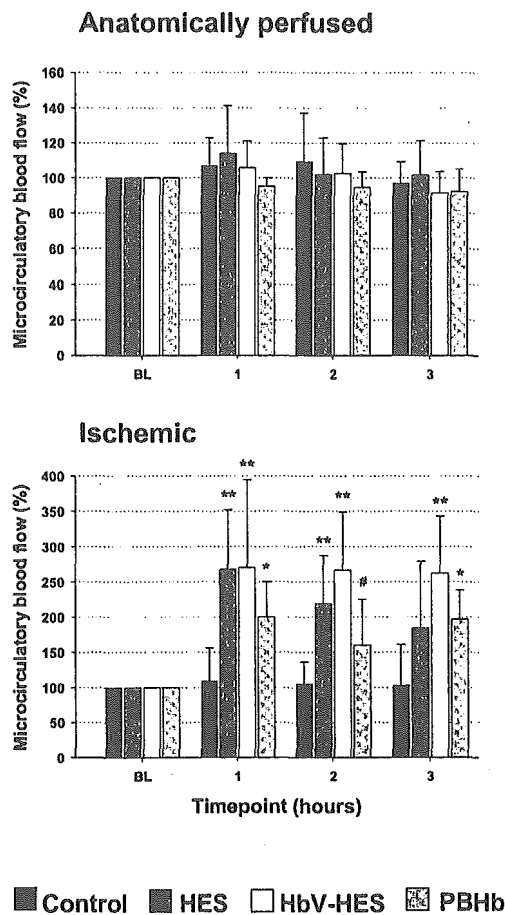 Anatomically perfused
Microcirculatory blood flow (%)
160
140
120
100
80
60
40
20
0
BL 1 2 3
Ischemic
Microcirculatory blood flow (%)
400
350
300
250
200
150
100
50
0
** ** *
** ** #
** *
BL 1 2 3
Timepoint (hours)
Control HES HbV-HES PBHb